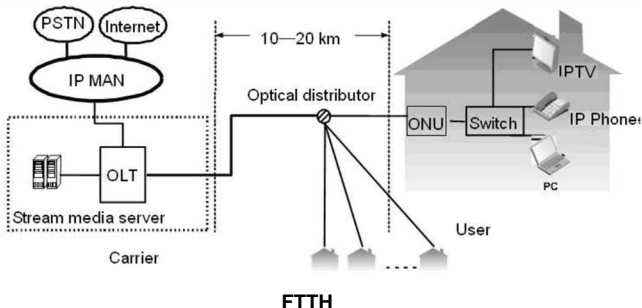 PSTN
Internet
IP MAN
10—20 km
Optical distributor
IPTV
IP Phone
ONU
Switch
PC
OLT
Stream media server
Carrier
User
FTTH